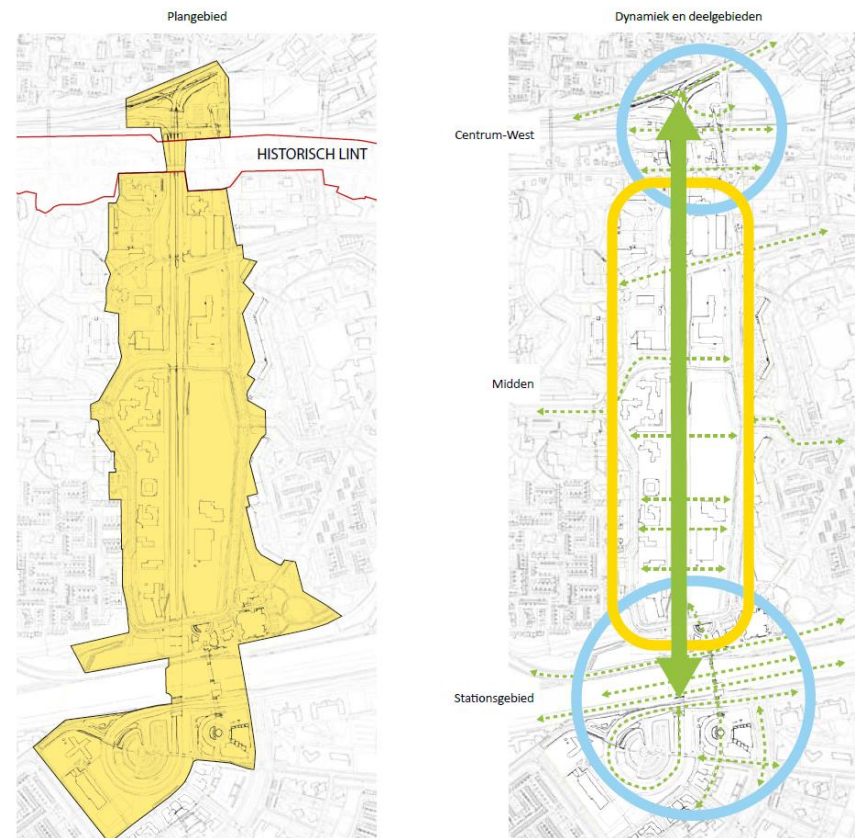 Plangebied
Dynamiek en deelgebieden
HISTORISCH LINT
Centrum-West
Midden
Stationsgebied